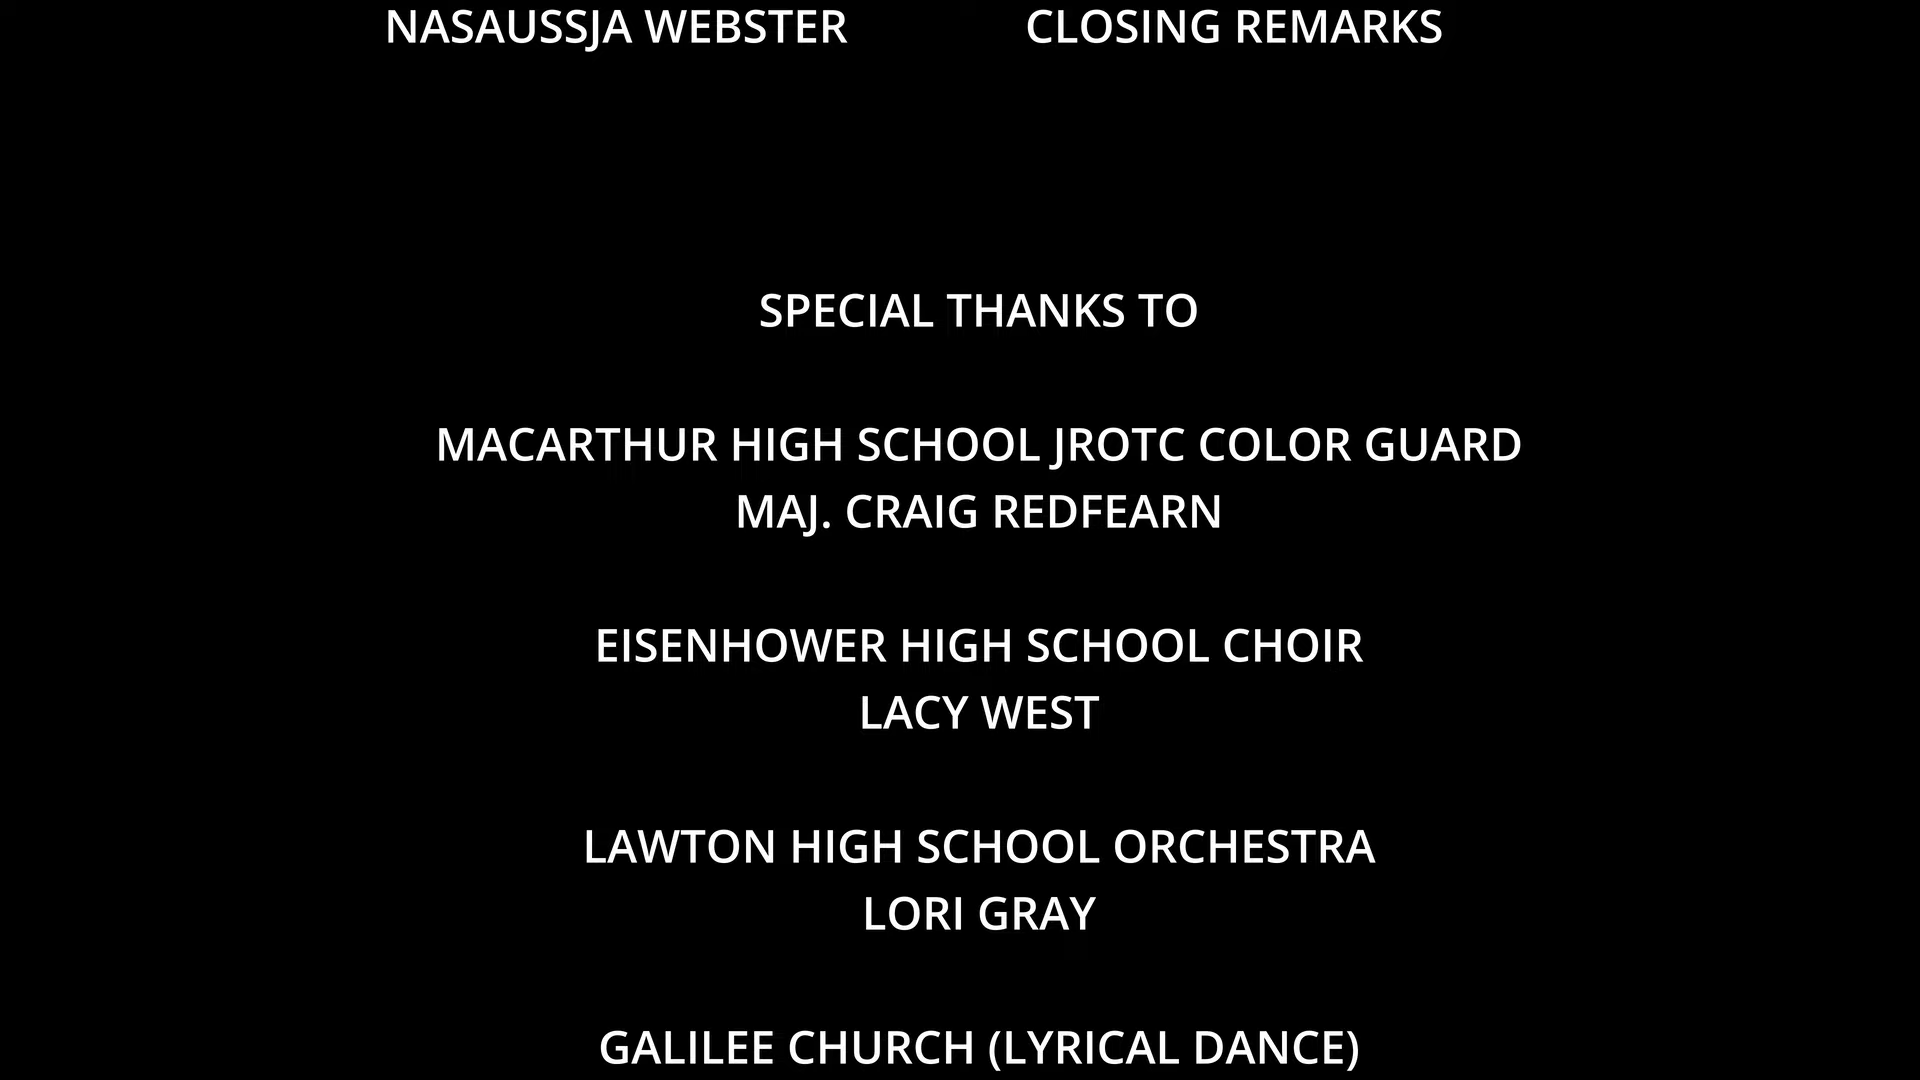 NASAUSSJA WEBSTER CLOSING REMARKS
SPECIAL THANKS TO
MACARTHUR HIGH SCHOOL JROTC COLOR GUARD
MAJ. CRAIG REDFEARN
EISENHOWER HIGH SCHOOL CHOIR
LACY WEST
LAWTON HIGH SCHOOL ORCHESTRA
LORI GRAY
GALILEE CHURCH (LYRICAL DANCE)